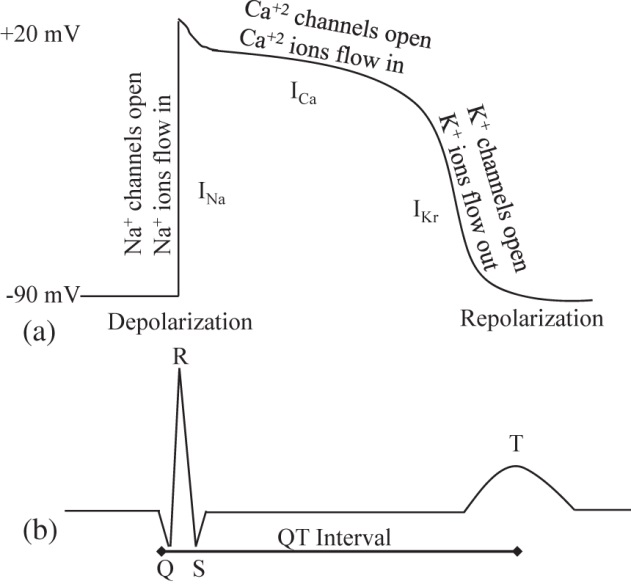 +20 mV
Ca+2 channels open
Ca+2 ions flow in
Na+ channels open
Na+ ions flow in
INa
ICa
IKr
K+ channels open
K+ ions flow out
-90 mV
(a)
Depolarization
Repolarization
R
T
(b)
QT Interval
Q
S